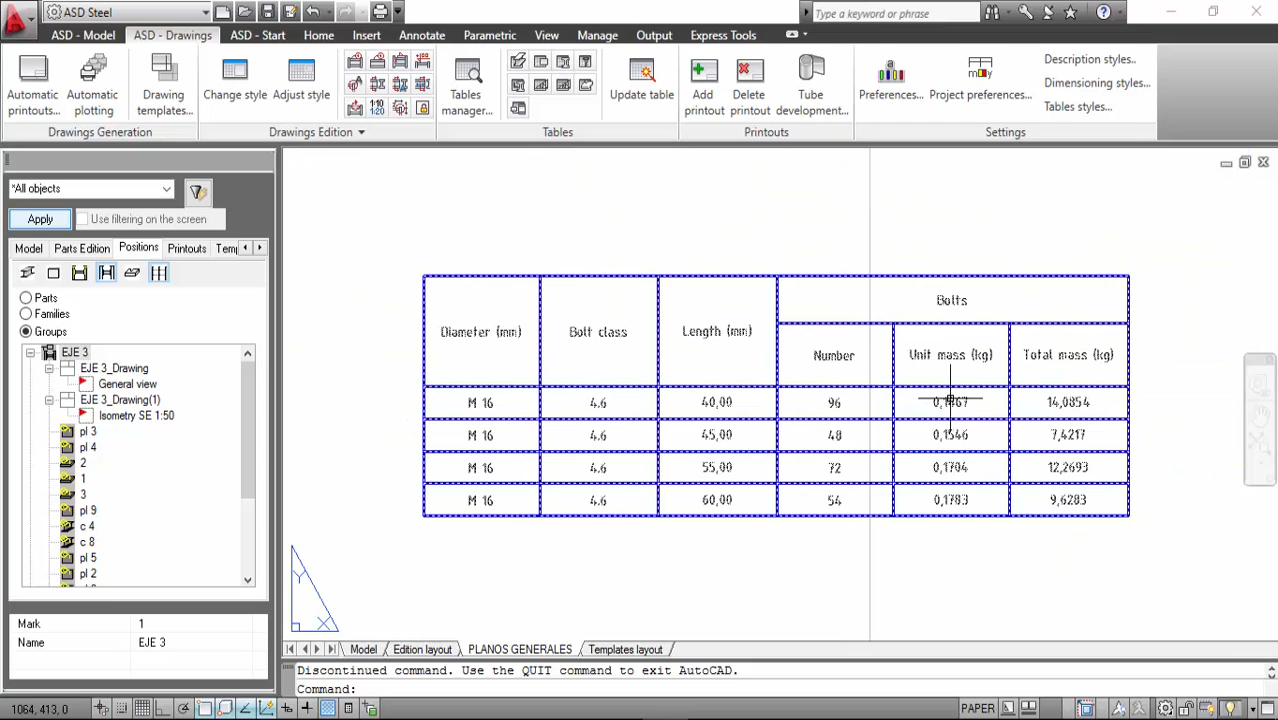 ASD Steel
Type a keyword or phrase
ASD - Model
ASD - Drawings
ASD - Start
Home
Insert
Annotate
Parametric
View
Manage
Output
Express Tools
Automatic printouts...
Automatic plotting
Drawing templates...
Change style
Adjust style
Tables manager...
Update table
Add printout
Delete printout
Tube development...
Preferences...
Project preferences...
Description styles..
Dimensioning styles..
Tables styles...
Drawings Generation
Drawings Edition
Tables
Printouts
Settings
*All objects
Apply
Use filtering on the screen
Model
Parts Edition
Positions
Printouts
Parts
Families
Groups
EJE 3
EJE 3_Drawing
General view
EJE 3_Drawing(1)
Isometry SE 1:50
pl 3
pl 4
2
1
3
pl 9
c 4
c 8
pl 5
pl 2
Mark 1
Name EJE 3
Diameter (mm)
Bolt class
Length (mm)
Bolts
Number
Unit mass (kg)
Total mass (kg)
M 16 4.6 40,00 96 14,0854
M 16 4.6 45,00 48 0,1546 7,4217
M 16 4.6 55,00 72 0,1704 12,2693
M 16 4.6 60,00 54 0,1783 9,6283
Y
X
Model
Edition layout
PLANOS GENERALES
Templates layout
Discontinued command. Use the QUIT command to exit AutoCAD.
Command:
1064, 413, 0
PAPER